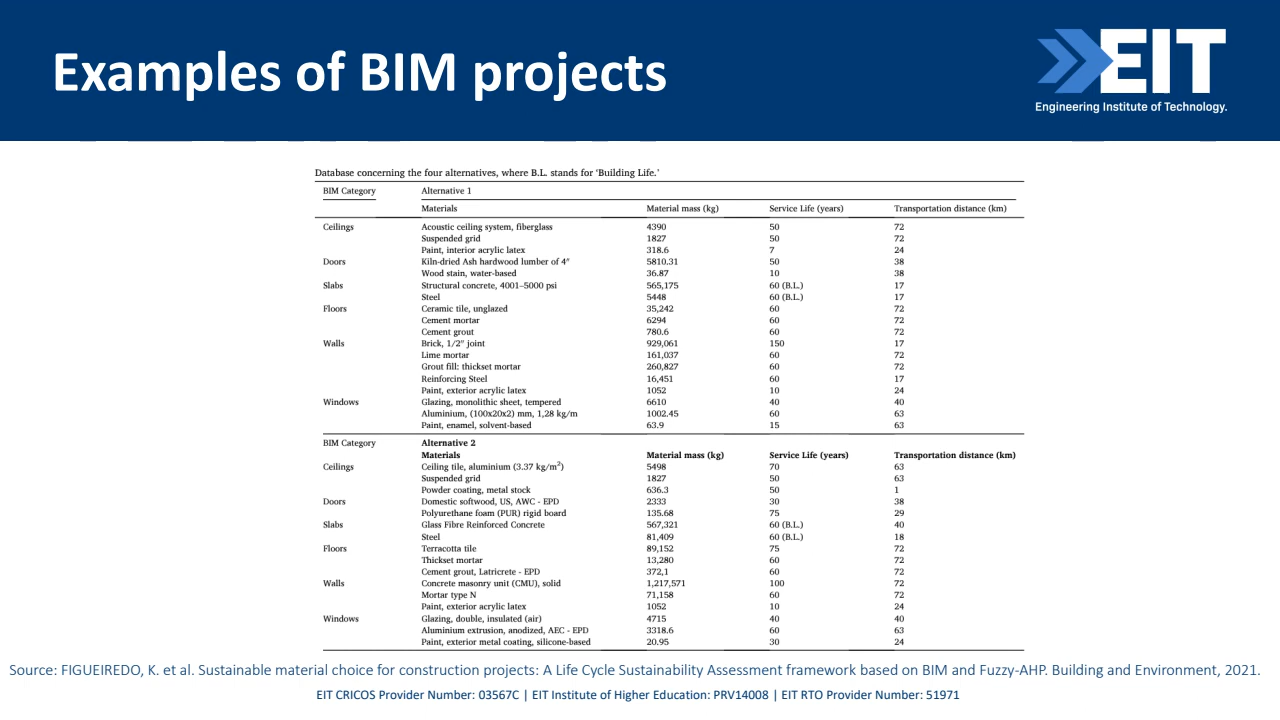 Examples of BIM projects
EIT
Engineering Institute of Technology.
Database concerning the four alternatives, where B.L. stands for ‘Building Life.’
BIM Category Alternative 1
Materials Material mass (kg) Service Life (years) Transportation distance (km)
Ceilings Acoustic ceiling system, fiberglass 4390 50 72
Suspended grid 1827 50 72
Paint, interior acrylic latex 318.6 7 24
Doors Kiln-dried Ash hardwood lumber of 4″ 5810.31 50 38
Wood stain, water-based 36.87 10 38
Slabs Structural concrete, 4001–5000 psi 565,175 60 (B.L.) 17
Steel 5448 60 (B.L.) 17
Floors Ceramic tile, unglazed 35,242 60 72
Cement mortar 6294 60 72
Cement grout 780.6 60 72
Walls Brick, 1/2″ joint 929,061 150 17
Lime mortar 161,037 60 72
Grout fill: thickset mortar 260,827 60 72
Reinforcing Steel 16,451 60 17
Paint, exterior acrylic latex 1052 10 24
Windows Glazing, monolithic sheet, tempered 6610 40 40
Aluminium, (100x20x2) mm, 1,28 kg/m 1002.45 60 63
Paint, enamel, solvent-based 63.9 15 63
BIM Category Alternative 2
Materials Material mass (kg) Service Life (years) Transportation distance (km)
Ceilings Ceiling tile, aluminium (3.37 kg/m²) 5498 70 63
Suspended grid 1827 50 63
Powder coating, metal stock 636.3 50 1
Doors Domestic softwood, US, AWC - EPD 2333 30 38
Polyurethane foam (PUR) rigid board 135.68 75 29
Slabs Glass Fibre Reinforced Concrete 567,321 60 (B.L.) 40
Steel 81,409 60 (B.L.) 18
Floors Terracotta tile 89,152 75 72
Thickset mortar 13,280 60 72
Cement grout, Latricrete - EPD 372,1 60 72
Walls Concrete masonry unit (CMU), solid 1,217,571 100 72
Mortar type N 71,158 60 72
Paint, exterior acrylic latex 1052 10 24
Windows Glazing, double, insulated (air) 4715 40 40
Aluminium extrusion, anodized, AEC - EPD 3318.6 60 63
Paint, exterior metal coating, silicone-based 20.95 30 24
Source: FIGUEIREDO, K. et al. Sustainable material choice for construction projects: A Life Cycle Sustainability Assessment framework based on BIM and Fuzzy-AHP. Building and Environment, 2021.
EIT CRICOS Provider Number: 03567C | EIT Institute of Higher Education: PRV14008 | EIT RTO Provider Number: 51971